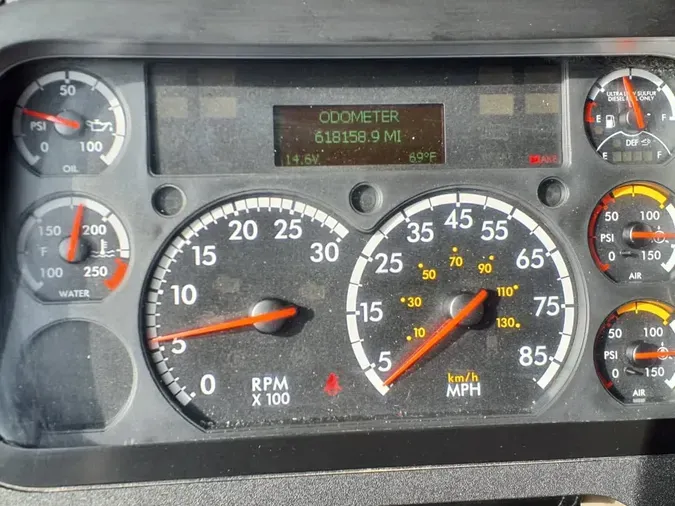 50
PSI
0 100
OIL
ODOMETER
618158.9 MI
14.6V 69°F
ULTRA LOW SULFUR
DIESEL FUEL ONLY
E F
DEF
E F
150 200
F
100 250
WATER
0 5 10 15 20 25 30
RPM
X 100
5 15 25 35 45 55 65 75 85
10 30 50 70 90 110 130
km/h
MPH
50 100
PSI
0 150
AIR
50 100
PSI
0 150
AIR